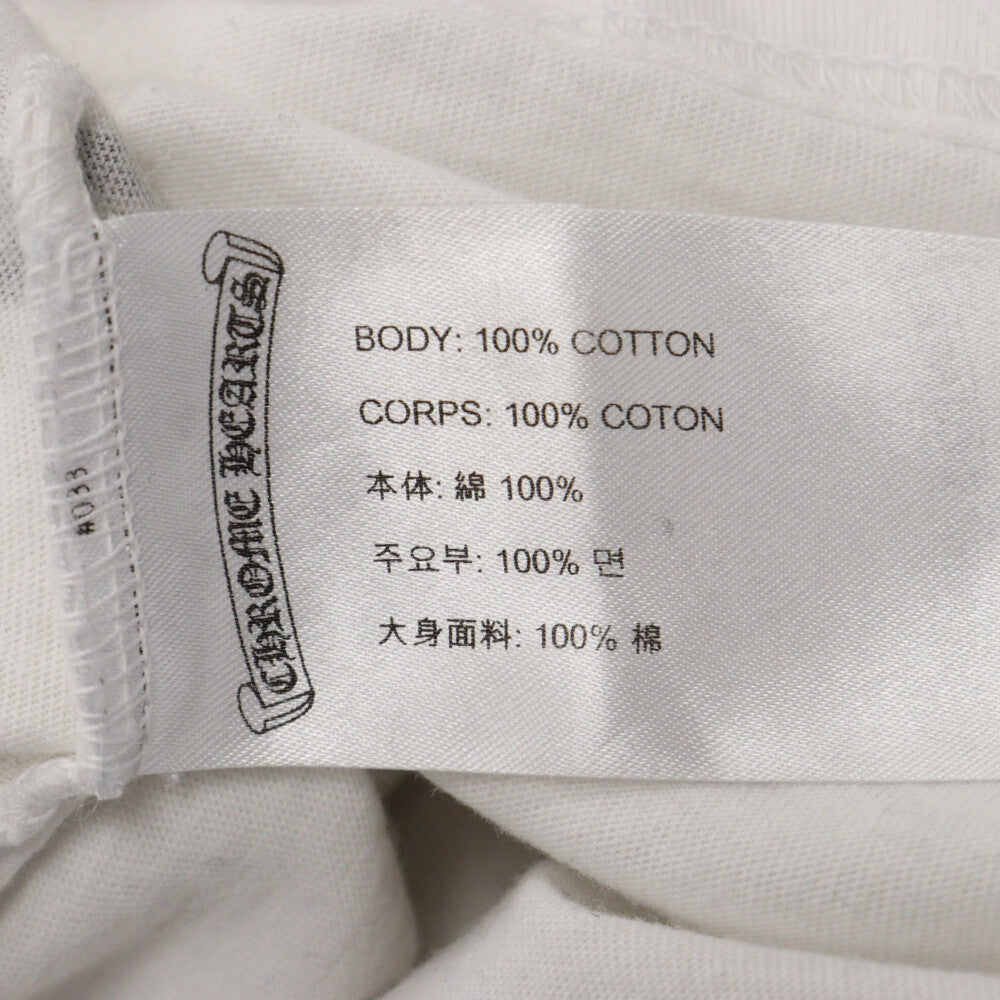 #033
CHROME HEARTS
BODY: 100% COTTON
CORPS: 100% COTON
本体: 綿 100%
주요부: 100% 면
大身面料: 100% 棉